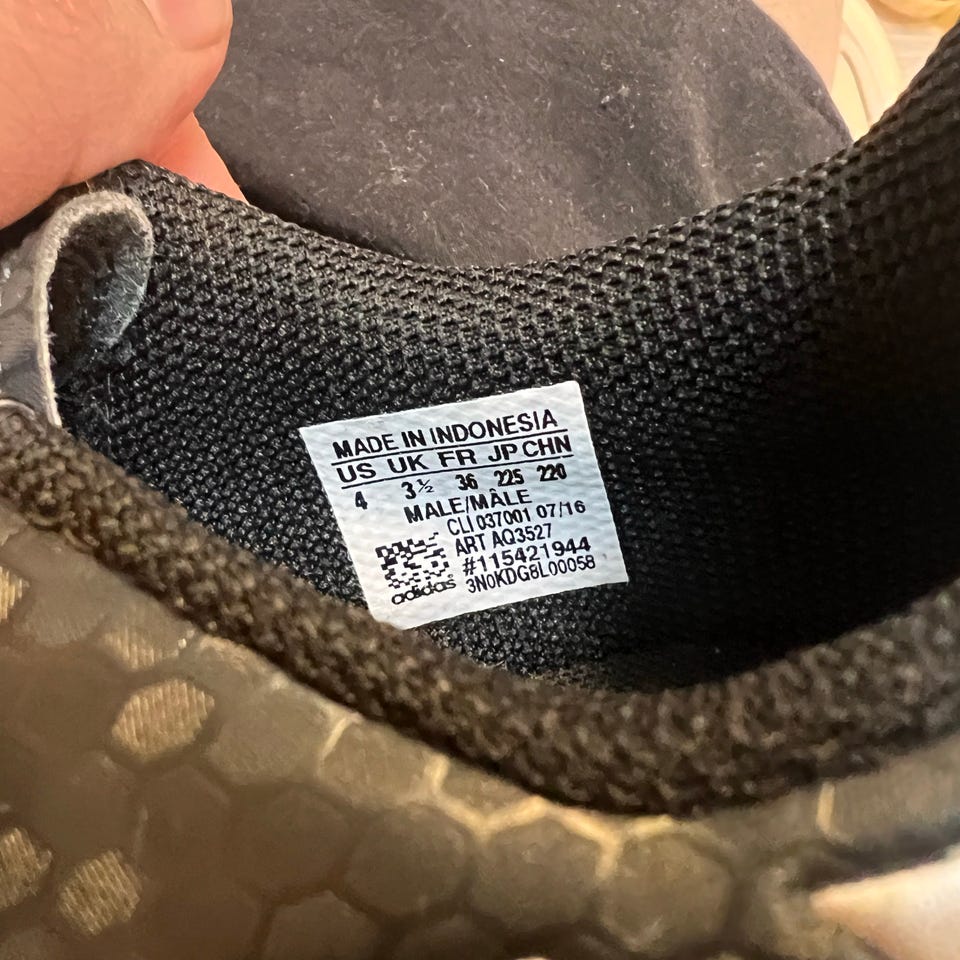 MADE IN INDONESIA
US UK FR JP CHN
4 3½ 36 225 220
MALE/MÂLE
CLI 037001 07/16
ART AQ3527
#115421944
adidas 3N0KDG8L00058